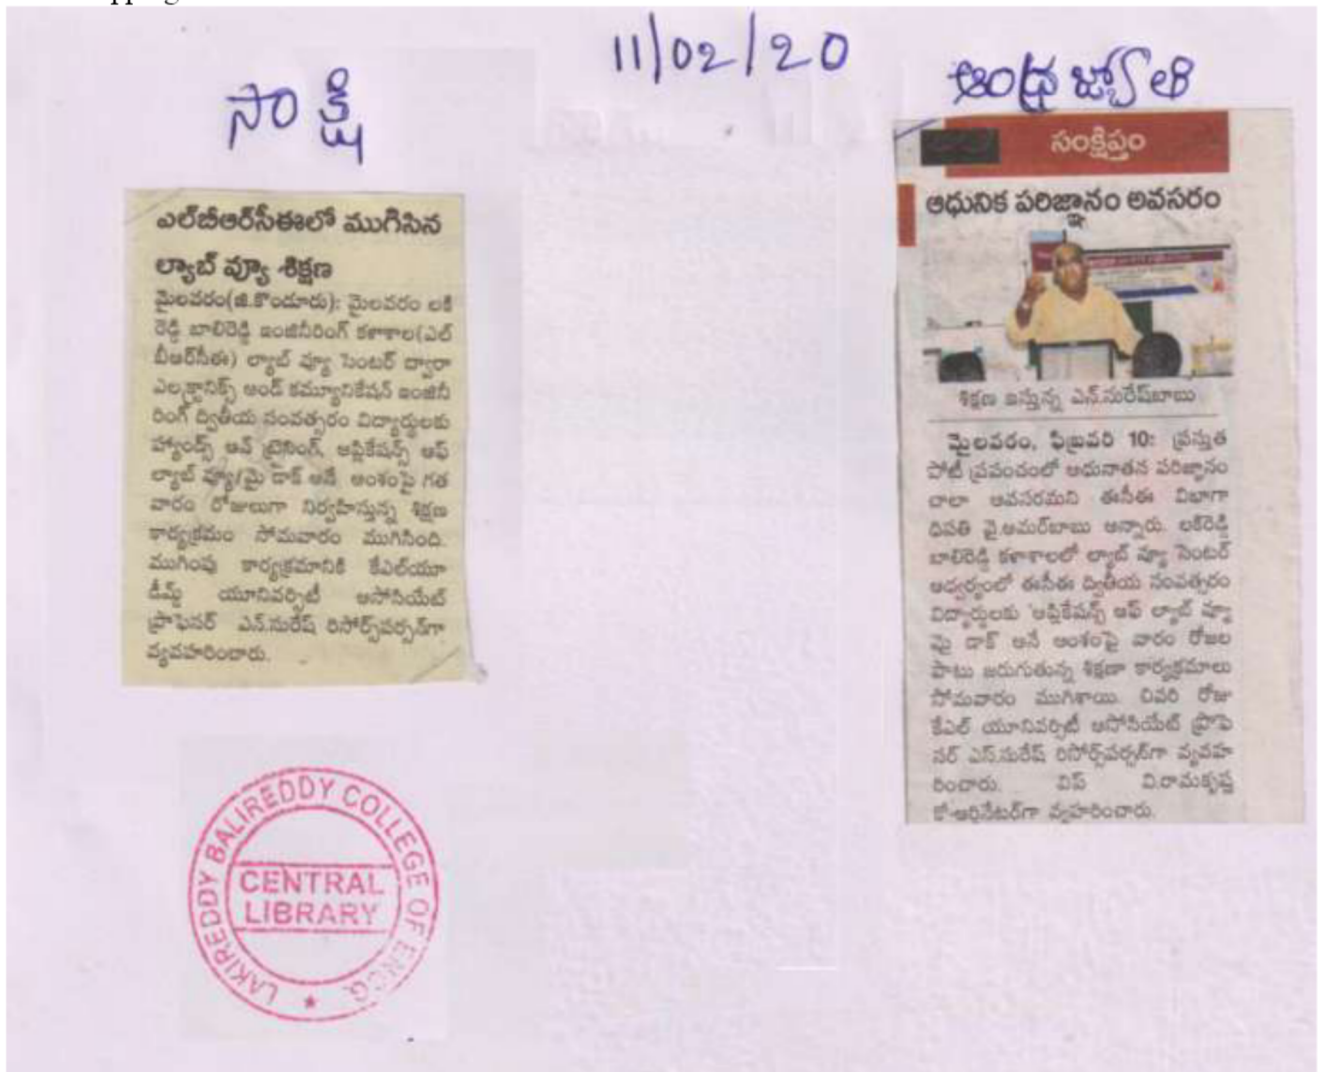 11/02/20
సాక్షి
ఎల్‌బీఆర్‌సీఈలో ముగిసిన
ల్యాబ్ వ్యూ శిక్షణ
మైలవరం(జి.కొండూరు): మైలవరం లకి
రెడ్డి బాలిరెడ్డి ఇంజినీరింగ్ కళాశాల(ఎల్
బీఆర్‌సీఈ) ల్యాబ్ వ్యూ సెంటర్ ద్వారా
ఎలక్ట్రానిక్స్ అండ్ కమ్యూనికేషన్ ఇంజినీ
రింగ్ ద్వితీయ సంవత్సరం విద్యార్థులకు
హ్యాండ్స్ ఆన్ ట్రైనింగ్, అప్లికేషన్స్ ఆఫ్
ల్యాబ్ వ్యూ/మై డాక్ అనే అంశంపై గత
వారం రోజులుగా నిర్వహిస్తున్న శిక్షణ
కార్యక్రమం సోమవారం ముగిసింది.
ముగింపు కార్యక్రమానికి కేఎల్‌యూ
డీమ్డ్ యూనివర్సిటీ అసోసియేట్
ప్రొఫెసర్ ఎన్.సురేష్ రిసోర్స్‌పర్సన్‌గా
వ్యవహరించారు.
LAKIREDDY BALIREDDY COLLEGE OF ENGG.
CENTRAL
LIBRARY
ఆంధ్రజ్యోతి
సంక్షిప్తం
ఆధునిక పరిజ్ఞానం అవసరం
శిక్షణ ఇస్తున్న ఎన్.సురేష్‌బాబు
మైలవరం, ఫిబ్రవరి 10: ప్రస్తుత
పోటీ ప్రపంచంలో అధునాతన పరిజ్ఞానం
చాలా అవసరమని ఈసీఈ విభాగా
ధిపతి వై.అమర్‌బాబు అన్నారు. లకిరెడ్డి
బాలిరెడ్డి కళాశాలలో ల్యాబ్ వ్యూ సెంటర్
ఆధ్వర్యంలో ఈసీఈ ద్వితీయ సంవత్సరం
విద్యార్థులకు 'అప్లికేషన్స్ ఆఫ్ ల్యాబ్ వ్యూ
మై డాక్ అనే అంశంపై వారం రోజుల
పాటు జరుగుతున్న శిక్షణా కార్యక్రమాలు
సోమవారం ముగిశాయి. చివరి రోజు
కేఎల్ యూనివర్సిటీ అసోసియేట్ ప్రొఫె
సర్ ఎస్.సురేష్ రిసోర్స్‌పర్సన్‌గా వ్యవహ
రించారు. వి.రామకృష్ణ
కో-ఆర్డినేటర్‌గా వ్యహరించారు.